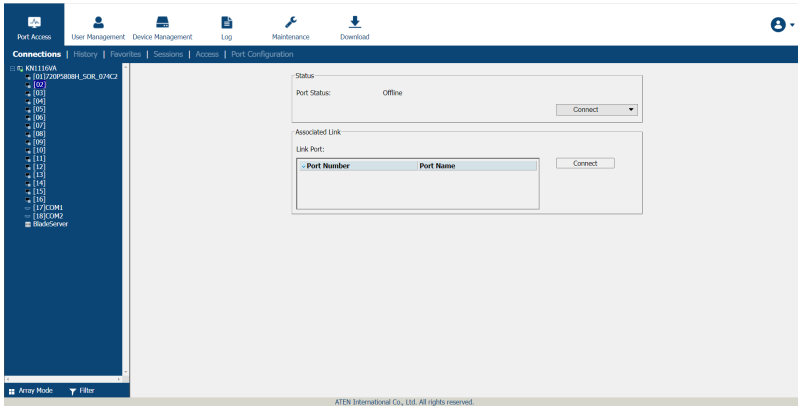 Port Access
User Management
Device Management
Log
Maintenance
Download
Connections | History | Favorites | Sessions | Access | Port Configuration
KN1116VA
[01]720P5808H_SOR_074C2
[02]
[03]
[04]
[05]
[06]
[07]
[08]
[09]
[10]
[11]
[12]
[13]
[14]
[15]
[16]
[17]COM1
[18]COM2
BladeServer
Status
Port Status: Offline
Connect
Associated Link
Link Port:
Port Number Port Name
Connect
Array Mode Filter
ATEN International Co., Ltd. All rights reserved.